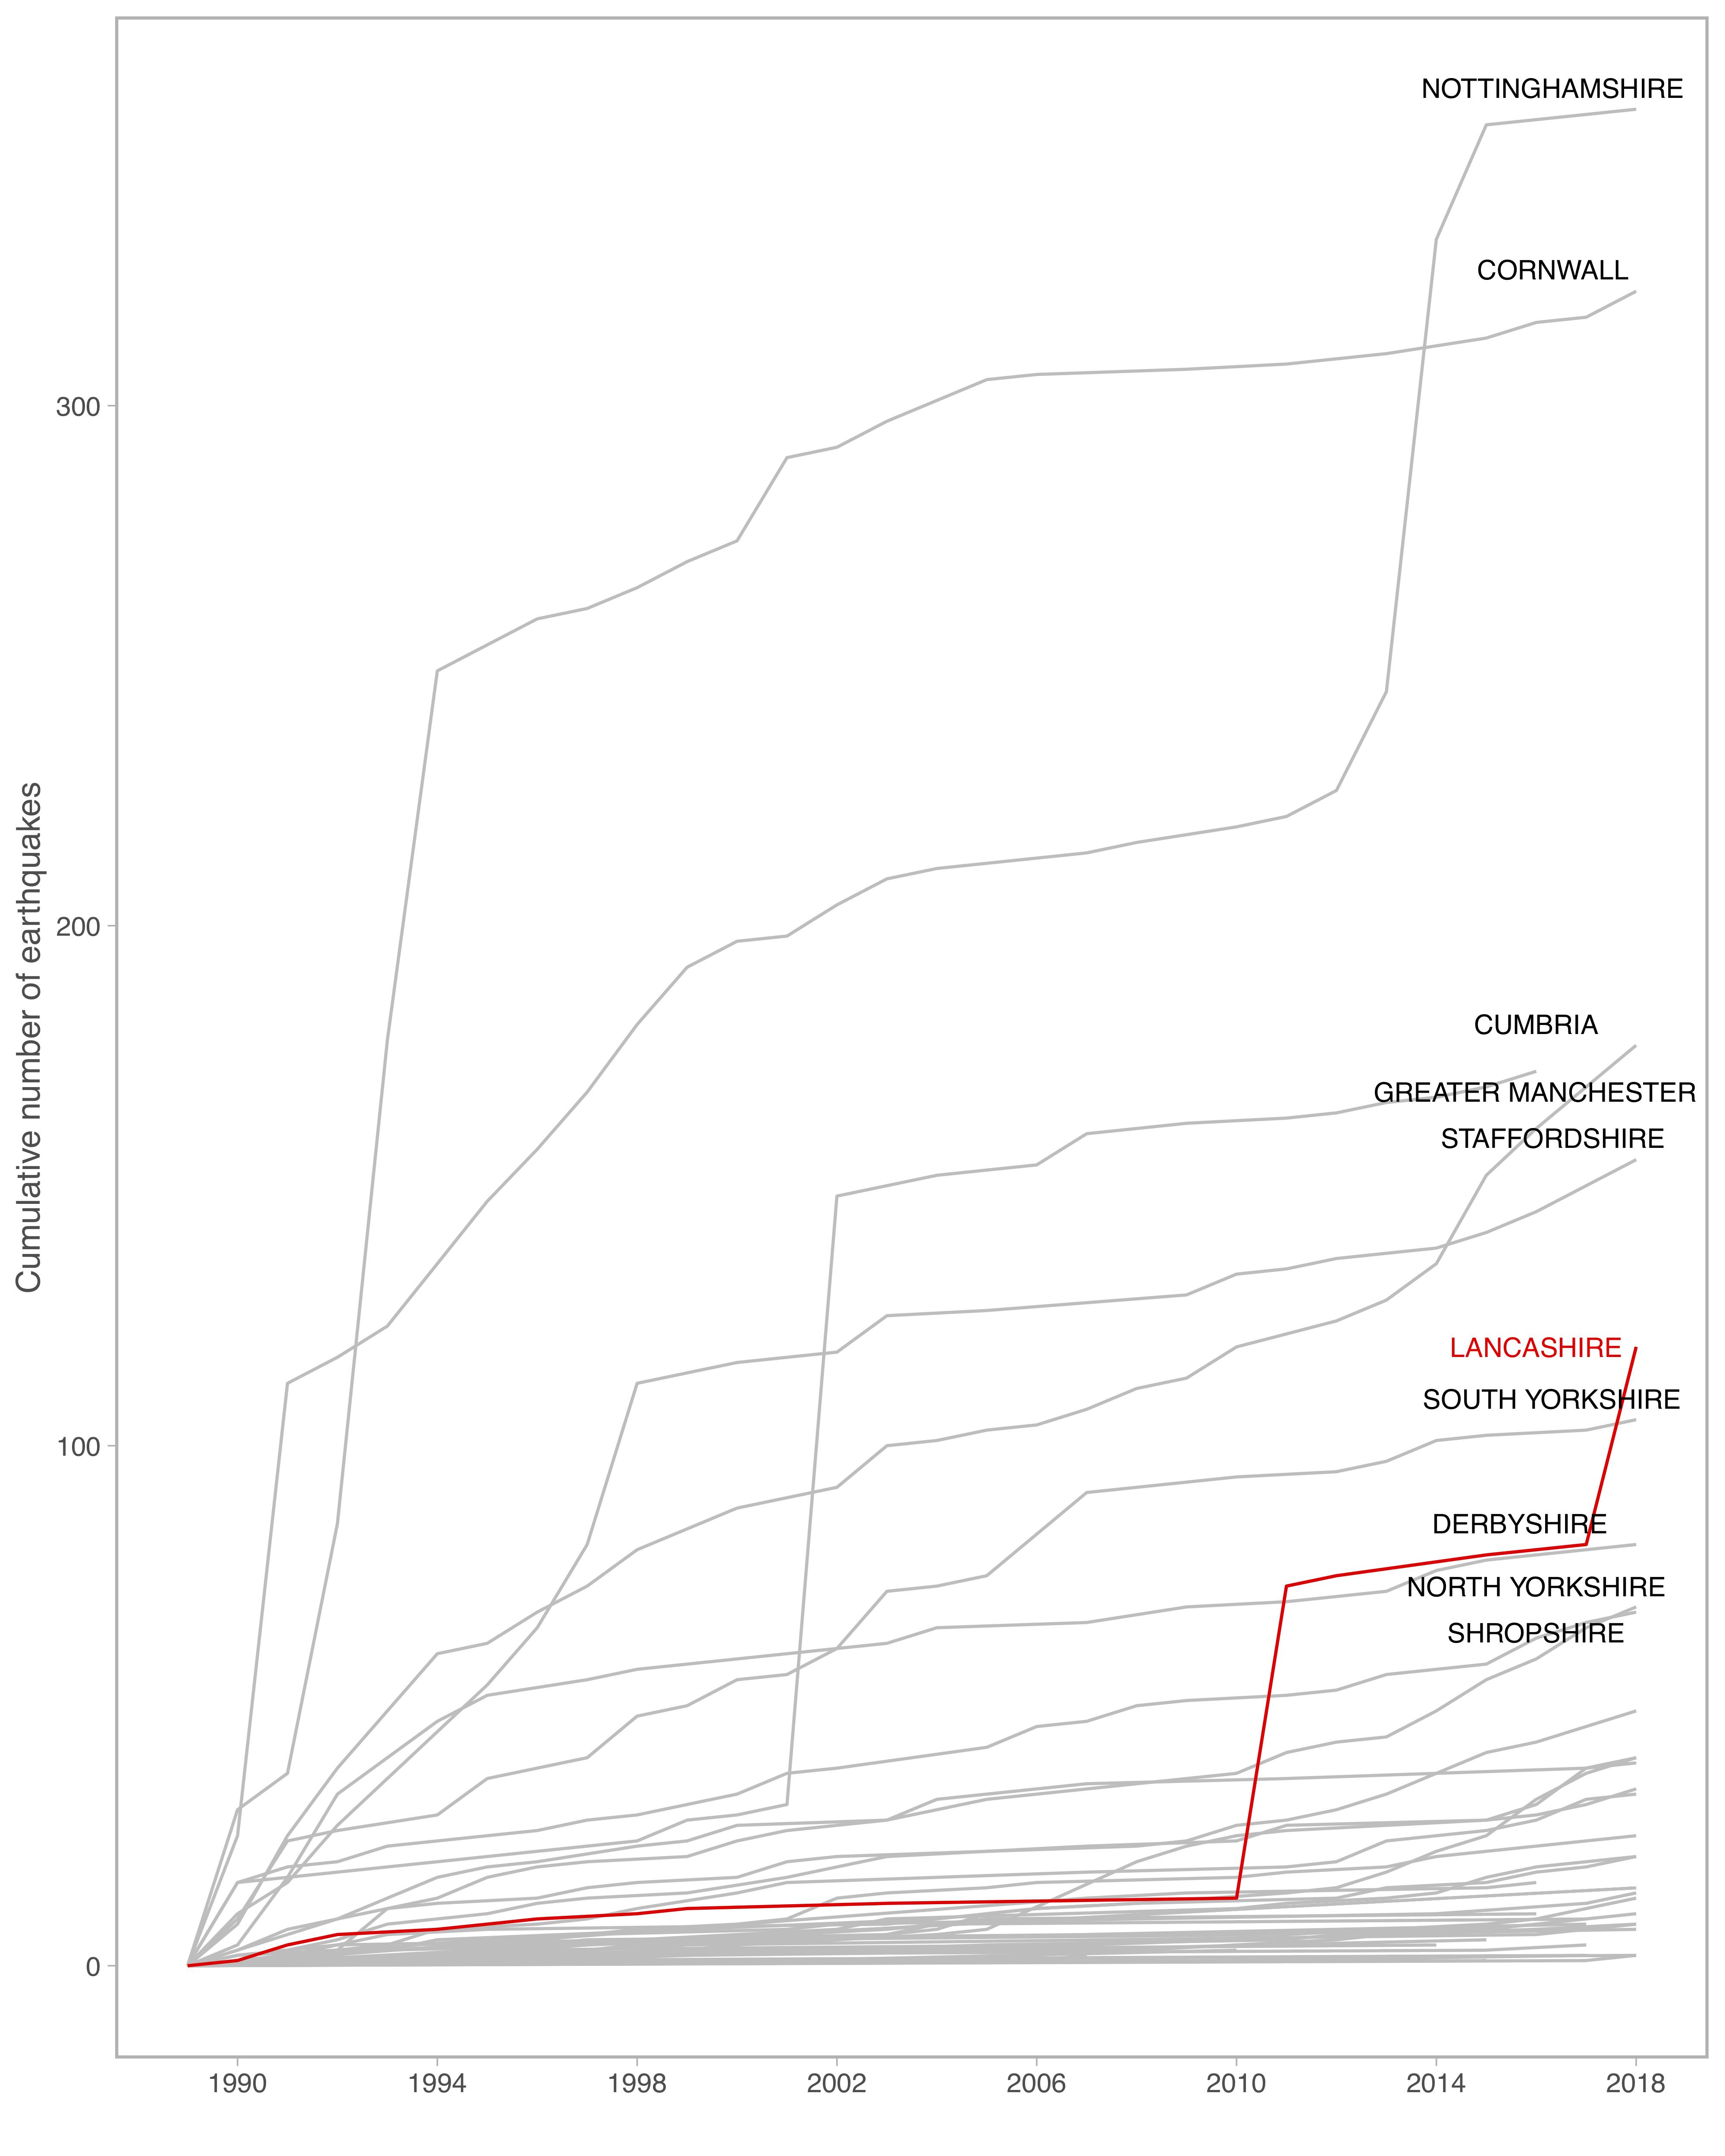 NOTTINGHAMSHIRE
CORNWALL
300
Cumulative number of earthquakes
200
CUMBRIA
GREATER MANCHESTER
STAFFORDSHIRE
LANCASHIRE
SOUTH YORKSHIRE
100
DERBYSHIRE
NORTH YORKSHIRE
SHROPSHIRE
0
1990 1994 1998 2002 2006 2010 2014 2018